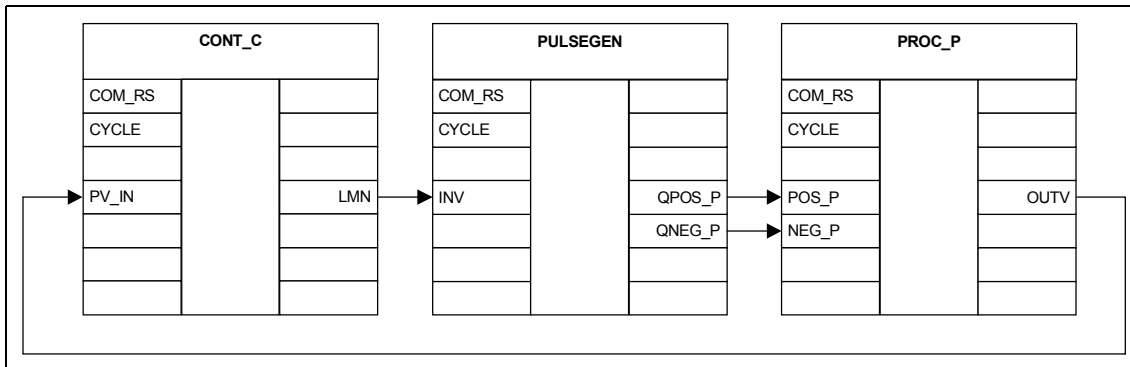 CONT_C PULSEGEN PROC_P
COM_RS COM_RS COM_RS
CYCLE CYCLE CYCLE
PV_IN LMN INV QPOS_P POS_P OUTV
QNEG_P NEG_P